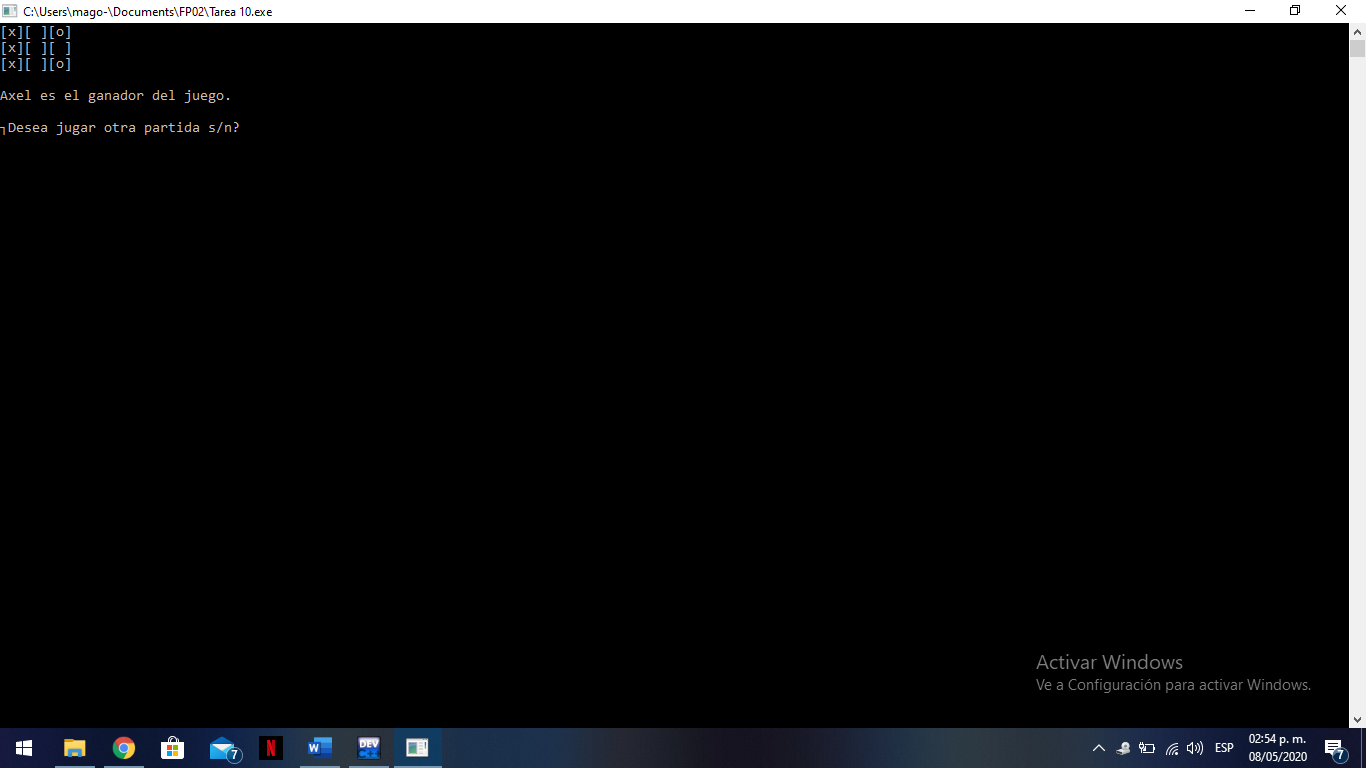 C:\Users\mago-\Documents\FP02\Tarea 10.exe
[x][ ][o]
[x][ ][ ]
[x][ ][o]
Axel es el ganador del juego.
┐Desea jugar otra partida s/n?
Activar Windows
Ve a Configuración para activar Windows.
7
N
W
DEV
C++
ESP
02:54 p. m.
08/05/2020
7